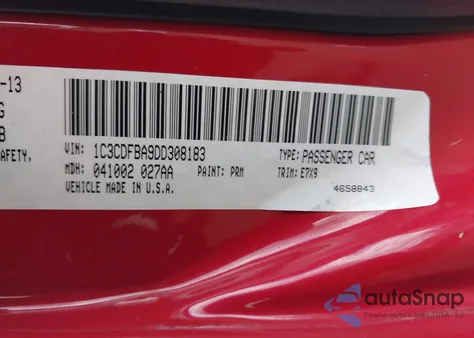 -13
G
B
AFETY,
VIN: 1C3CDFBA9DD308183
TYPE: PASSENGER CAR
MDH: 041002 027AA
PAINT: PRM
TRIM: E7X9
VEHICLE MADE IN U.S.A.
4658843
autoSnap